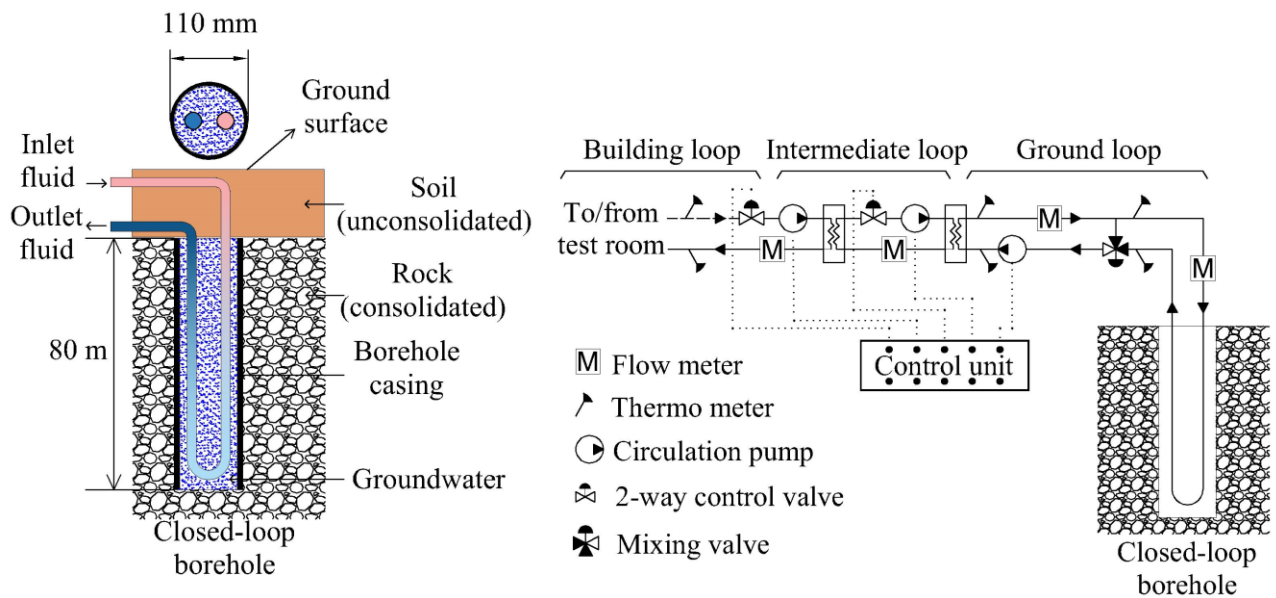 110 mm
Ground
surface
Inlet
fluid
Outlet
fluid
Soil
(unconsolidated)
Rock
(consolidated)
80 m
Borehole
casing
Groundwater
Closed-loop
borehole
Building loop
Intermediate loop
Ground loop
To/from
test room
M
M
M
M
Control unit
M Flow meter
Thermo meter
Circulation pump
2-way control valve
Mixing valve
Closed-loop
borehole